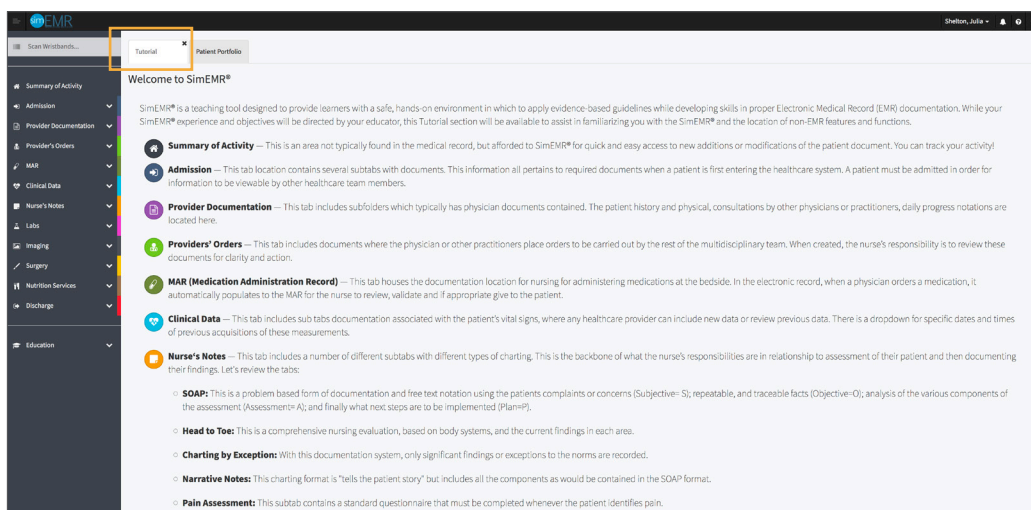 simEMR
Shelton, Julia
Scan Wristbands...
Tutorial
Patient Portfolio
Summary of Activity
Admission
Provider Documentation
Provider's Orders
MAR
Clinical Data
Nurse's Notes
Labs
Imaging
Surgery
Nutrition Services
Discharge
Education
Welcome to SimEMR®
SimEMR® is a teaching tool designed to provide learners with a safe, hands-on environment in which to apply evidence-based guidelines while developing skills in proper Electronic Medical Record (EMR) documentation. While your
SimEMR® experience and objectives will be directed by your educator, this Tutorial section will be available to assist in familiarizing you with the SimEMR® and the location of non-EMR features and functions.
Summary of Activity — This is an area not typically found in the medical record, but afforded to SimEMR® for quick and easy access to new additions or modifications of the patient document. You can track your activity!
Admission — This tab location contains several subtabs with documents. This information all pertains to required documents when a patient is first entering the healthcare system. A patient must be admitted in order for
information to be viewable by other healthcare team members.
Provider Documentation — This tab includes subfolders which typically has physician documents contained. The patient history and physical, consultations by other physicians or practitioners, daily progress notations are
located here.
Providers' Orders — This tab includes documents where the physician or other practitioners place orders to be carried out by the rest of the multidisciplinary team. When created, the nurse's responsibility is to review these
documents for clarity and action.
MAR (Medication Administration Record) — This tab houses the documentation location for nursing for administering medications at the bedside. In the electronic record, when a physician orders a medication, it
automatically populates to the MAR for the nurse to review, validate and if appropriate give to the patient.
Clinical Data — This tab includes sub tabs documentation associated with the patient's vital signs, where any healthcare provider can include new data or review previous data. There is a dropdown for specific dates and times
of previous acquisitions of these measurements.
Nurse's Notes — This tab includes a number of different subtabs with different types of charting. This is the backbone of what the nurse's responsibilities are in relationship to assessment of their patient and then documenting
their findings. Let's review the tabs:
SOAP: This is a problem based form of documentation and free text notation using the patients complaints or concerns (Subjective= S); repeatable, and traceable facts (Objective=O); analysis of the various components of
the assessment (Assessment= A); and finally what next steps are to be implemented (Plan=P).
Head to Toe: This is a comprehensive nursing evaluation, based on body systems, and the current findings in each area.
Charting by Exception: With this documentation system, only significant findings or exceptions to the norms are recorded.
Narrative Notes: This charting format is "tells the patient story" but includes all the components as would be contained in the SOAP format.
Pain Assessment: This subtab contains a standard questionnaire that must be completed whenever the patient identifies pain.